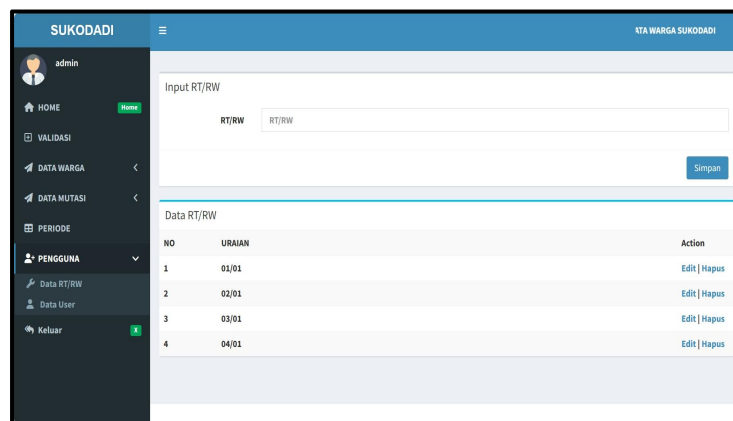 SUKODADI
ATA WARGA SUKODADI
admin
HOME
Home
VALIDASI
DATA WARGA
DATA MUTASI
PERIODE
PENGGUNA
Data RT/RW
Data User
Keluar
X
Input RT/RW
RT/RW
RT/RW
Simpan
Data RT/RW
NO URAIAN Action
1 01/01 Edit | Hapus
2 02/01 Edit | Hapus
3 03/01 Edit | Hapus
4 04/01 Edit | Hapus